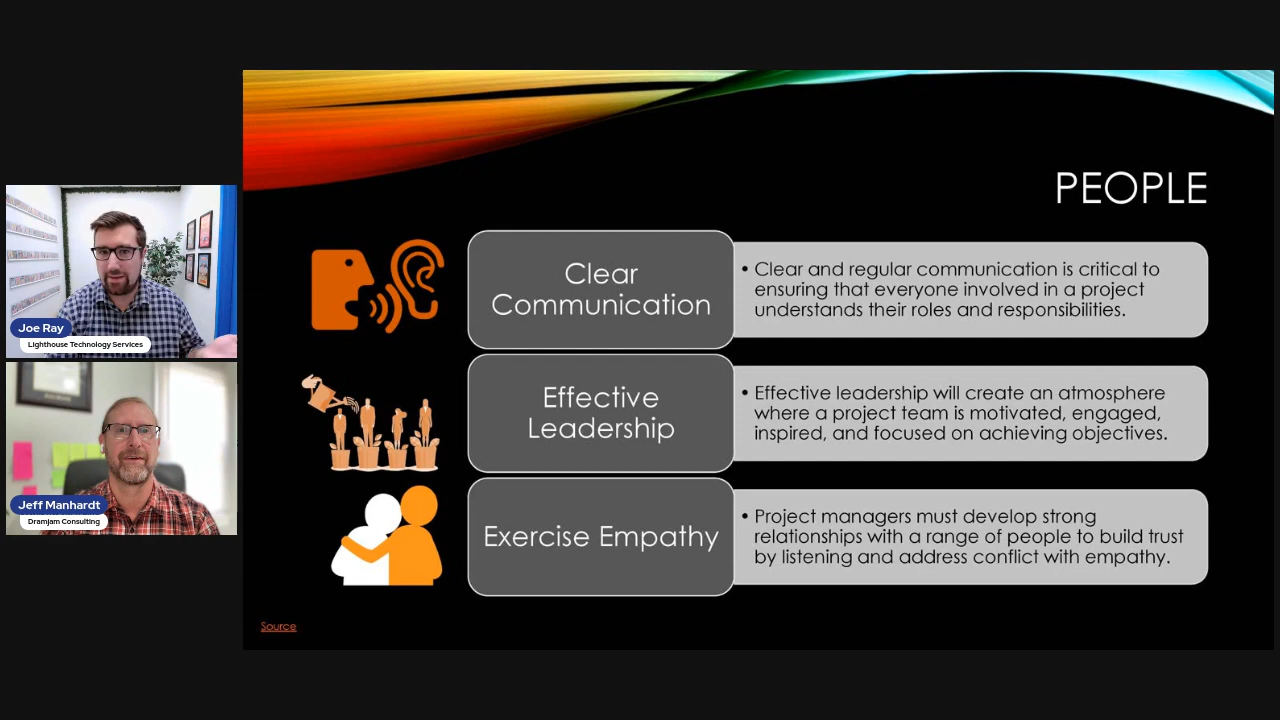 PEOPLE
Clear
Communication
• Clear and regular communication is critical to
ensuring that everyone involved in a project
understands their roles and responsibilities.
Effective
Leadership
• Effective leadership will create an atmosphere
where a project team is motivated, engaged,
inspired, and focused on achieving objectives.
Exercise Empathy
• Project managers must develop strong
relationships with a range of people to build trust
by listening and address conflict with empathy.
Source
Joe Ray
Lighthouse Technology Services
Jeff Manhardt
Dramjam Consulting